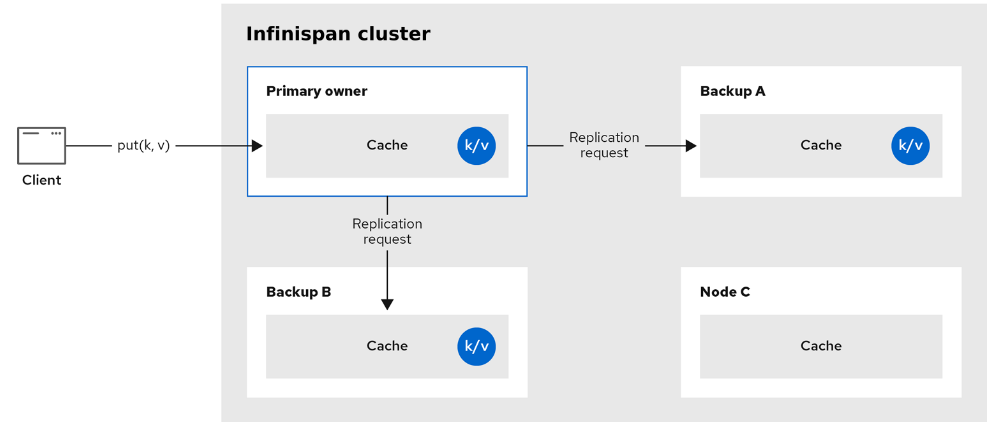 Infinispan cluster
Primary owner
Cache
k/v
Backup A
Cache
k/v
put(k, v)
Client
Replication
request
Replication
request
Backup B
Cache
k/v
Node C
Cache